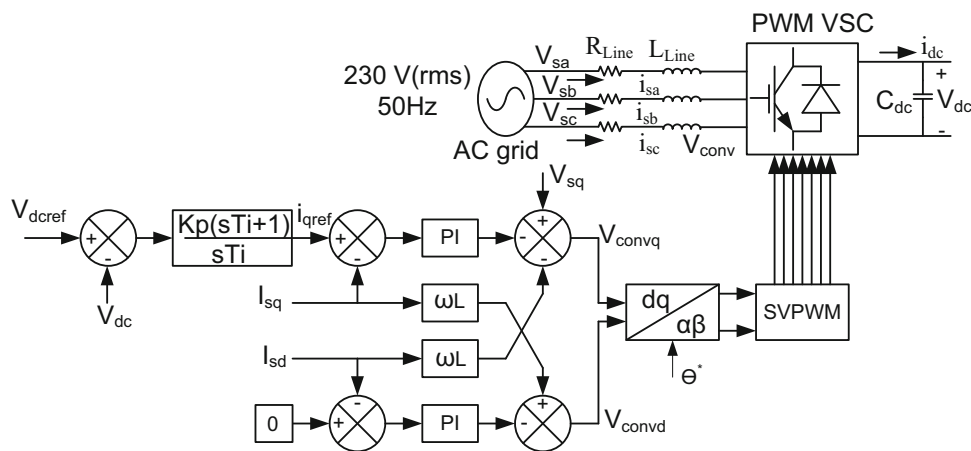 PWM VSC
i_dc
R_Line
L_Line
V_sa
230 V(rms)
50Hz
V_sb
i_sa
C_dc
+
V_dc
V_sc
i_sb
AC grid
i_sc
V_conv
-
V_sq
V_dcref
+
-
Kp(sTi+1)
sTi
i_qref
+
-
PI
+
-
-
V_convq
V_dc
I_sq
ωL
dq
αβ
SVPWM
I_sd
ωL
Θ*
0
+
-
PI
+
-
V_convd